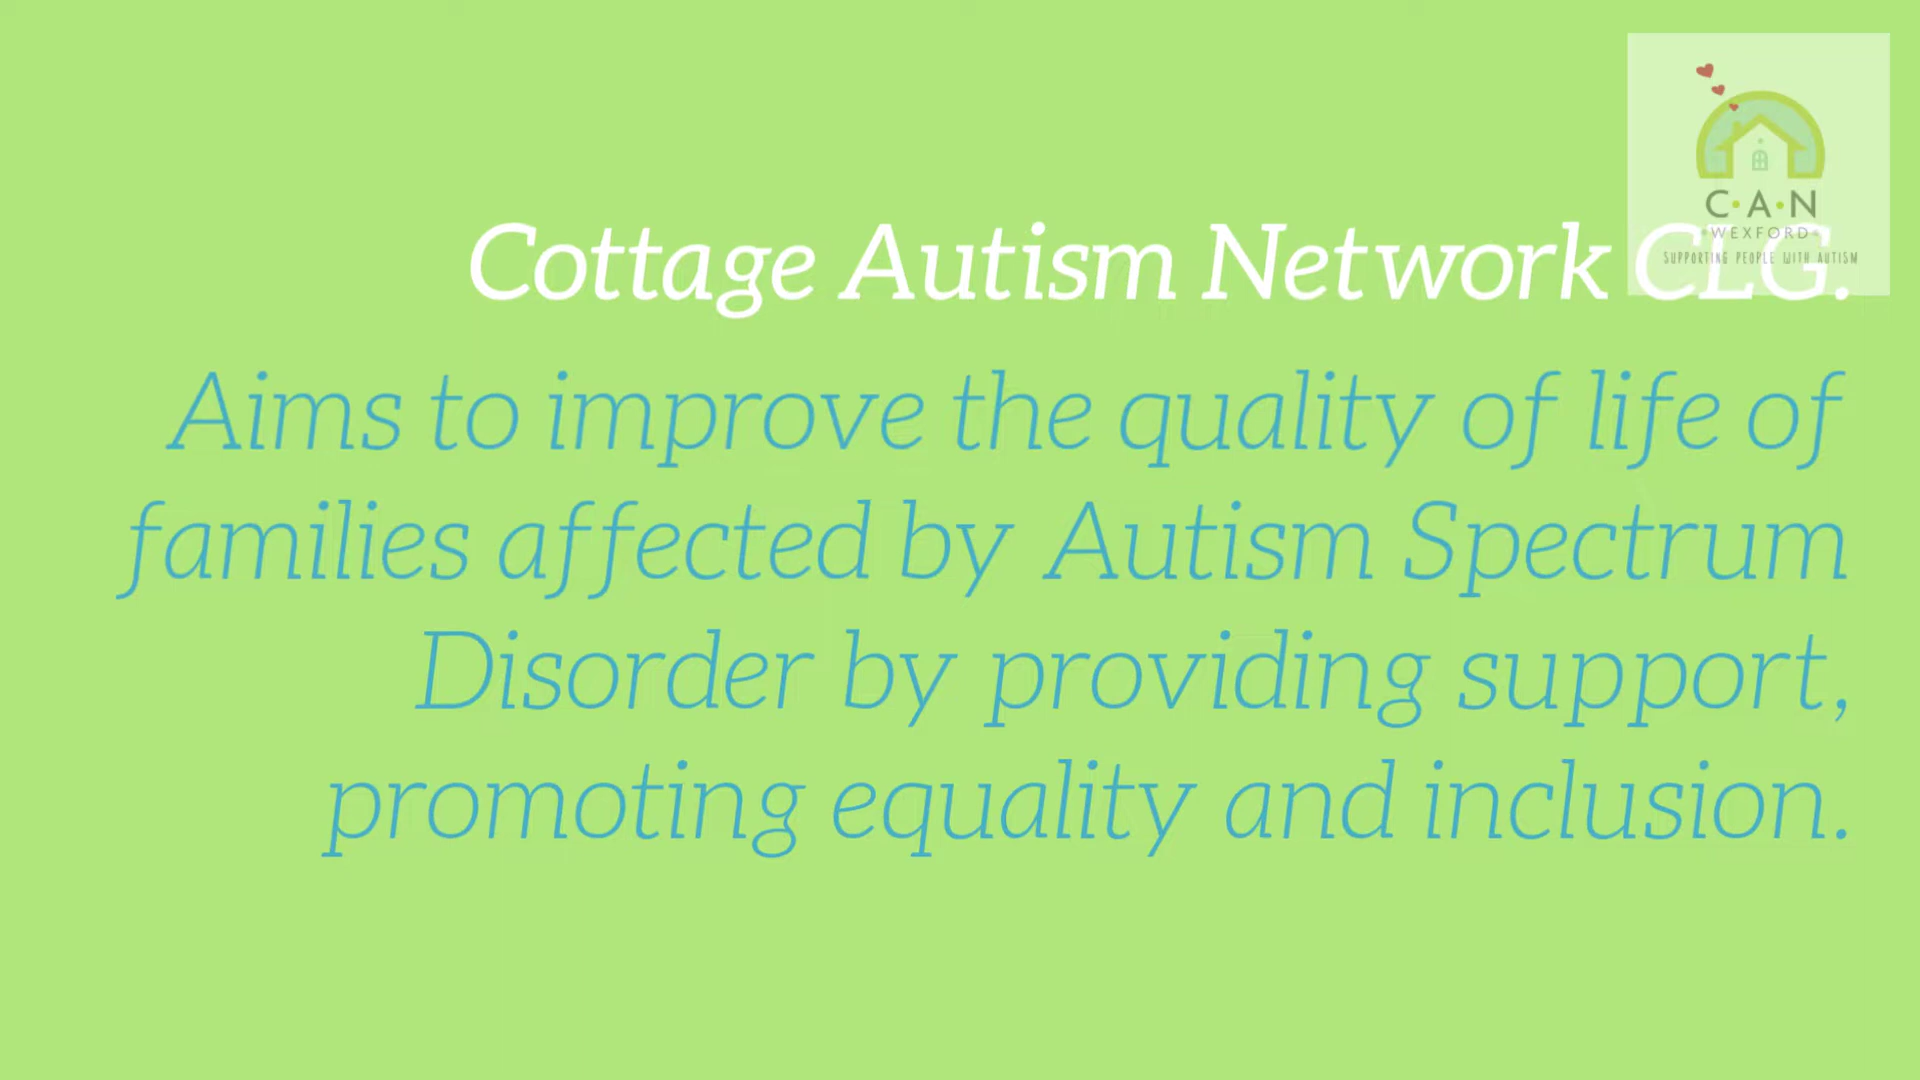 C•A•N
WEXFORD
SUPPORTING PEOPLE WITH AUTISM
Cottage Autism Network CLG.
Aims to improve the quality of life of
families affected by Autism Spectrum
Disorder by providing support,
promoting equality and inclusion.